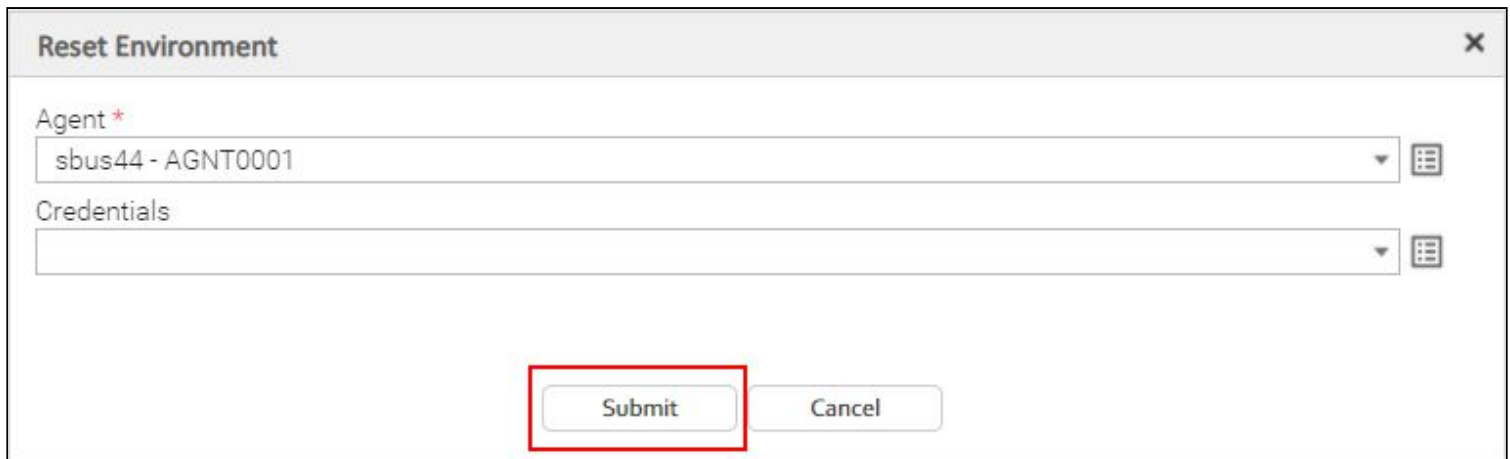 Reset Environment
Agent *
sbus44 - AGNT0001
Credentials
Submit Cancel